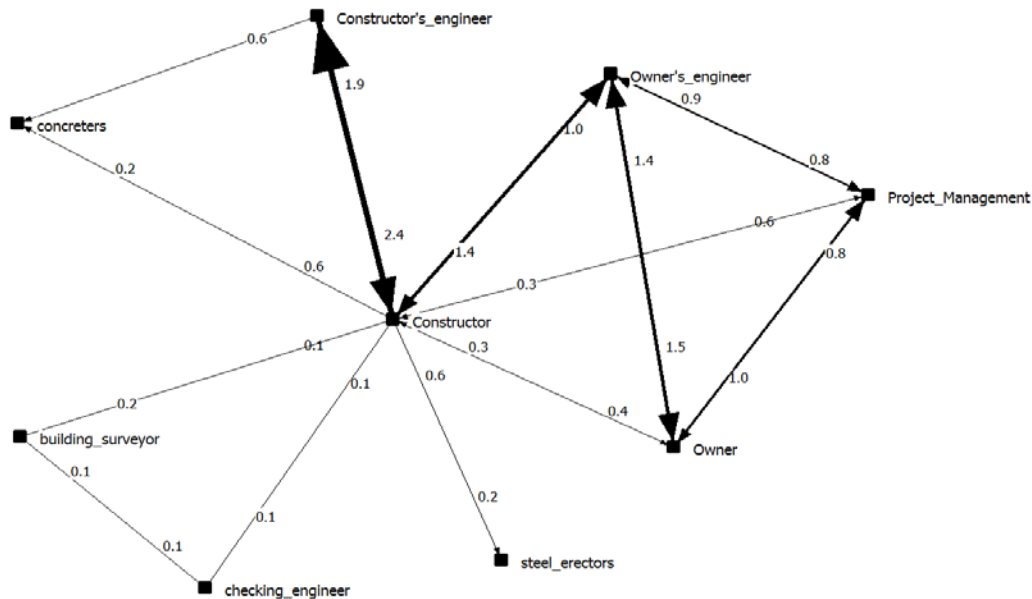 Constructor's_engineer
0.6
1.9
Owner's_engineer
0.9
concreters
1.0
0.2
1.4
0.8
Project_Management
0.6
2.4
1.4
0.8
0.6
0.3
Constructor
0.1
0.3
1.5
0.6
0.1
1.0
0.2
0.4
building_surveyor
Owner
0.1
0.2
0.1
0.1
steel_erectors
checking_engineer